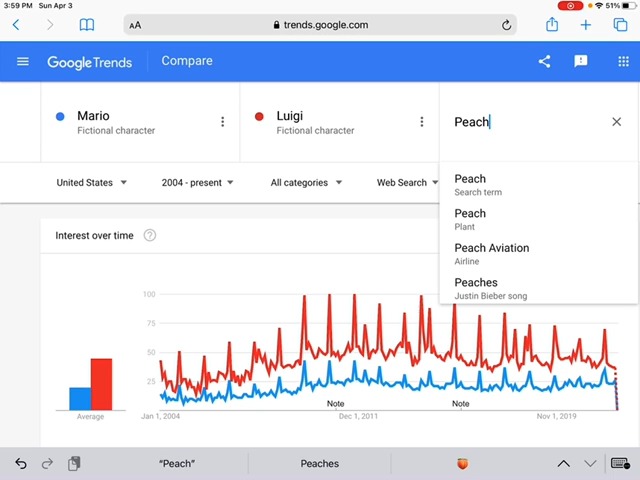 3:59 PM Sun Apr 3
51%
AA
trends.google.com
Google Trends
Compare
Mario
Fictional character
Luigi
Fictional character
Peach
United States
2004 - present
All categories
Web Search
Peach
Search term
Peach
Plant
Peach Aviation
Airline
Peaches
Justin Bieber song
Interest over time
?
100
75
50
25
Note
Note
Average
Jan 1, 2004
Dec 1, 2011
Nov 1, 2019
“Peach”
Peaches